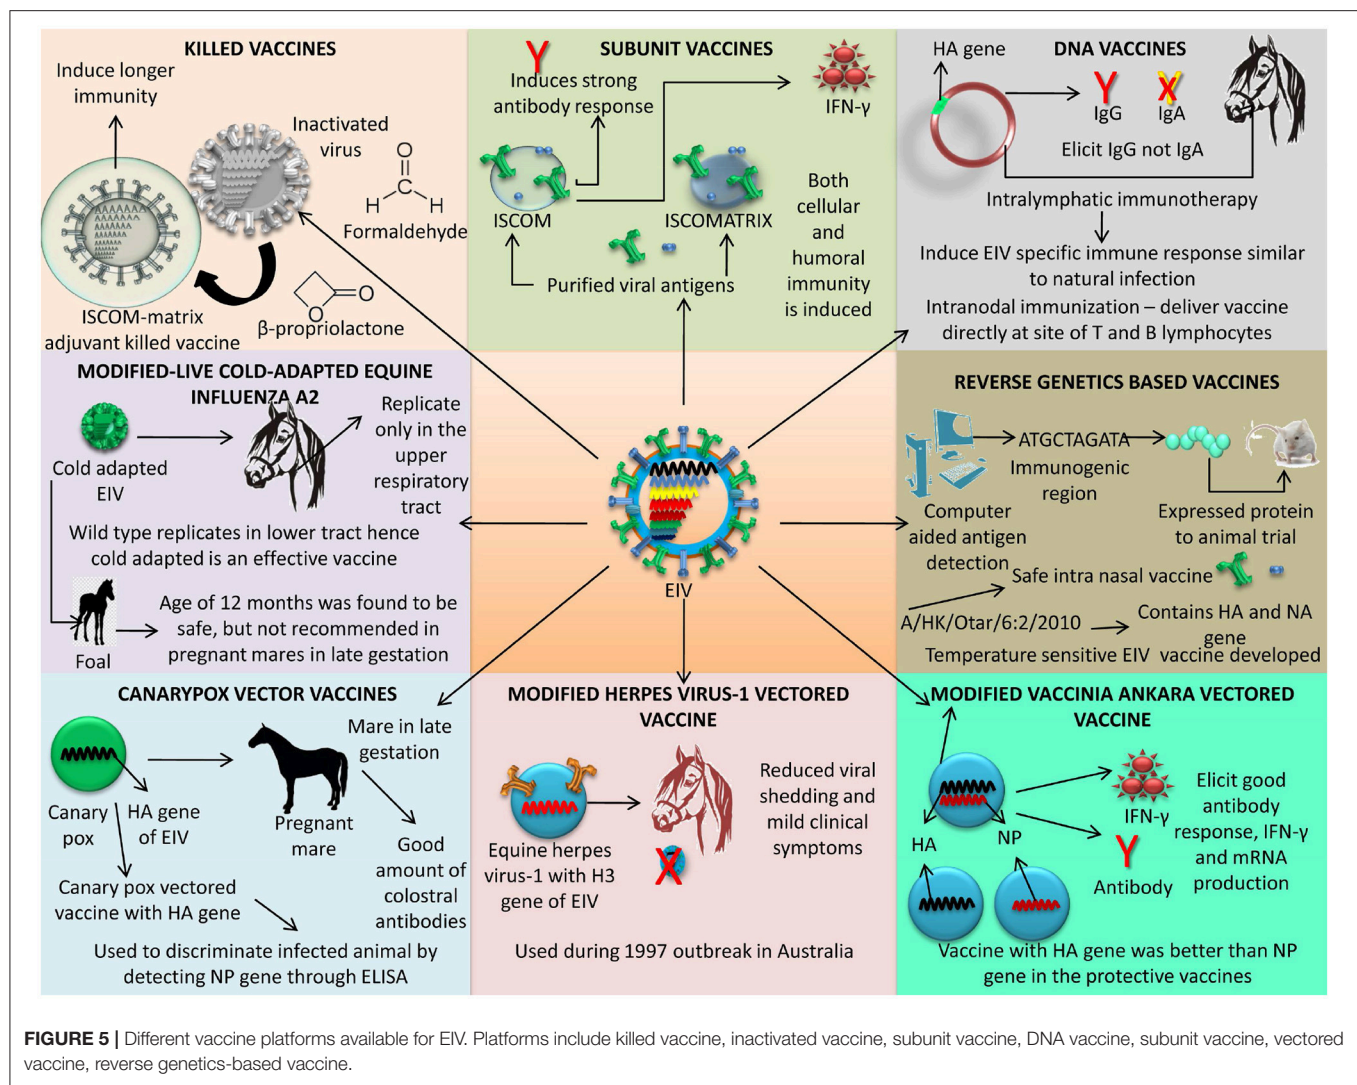 KILLED VACCINES
Induce longer
immunity
Inactivated
virus
O
H
H
Formaldehyde
O
O
β-propriolactone
ISCOM-matrix
adjuvant killed vaccine
SUBUNIT VACCINES
Induces strong
antibody response
IFN-γ
ISCOM
ISCOMATRIX
Purified viral antigens
Both
cellular
and
humoral
immunity
is induced
DNA VACCINES
HA gene
IgG
IgA
Elicit IgG not IgA
Intralymphatic immunotherapy
Induce EIV specific immune response similar
to natural infection
Intranodal immunization – deliver vaccine
directly at site of T and B lymphocytes
MODIFIED-LIVE COLD-ADAPTED EQUINE
INFLUENZA A2
Cold adapted
EIV
Replicate
only in the
upper
respiratory
tract
Wild type replicates in lower tract hence
cold adapted is an effective vaccine
Foal
Age of 12 months was found to be
safe, but not recommended in
pregnant mares in late gestation
EIV
REVERSE GENETICS BASED VACCINES
ATGCTAGATA
Immunogenic
region
Computer
aided antigen
detection
Expressed protein
to animal trial
Safe intra nasal vaccine
A/HK/Otar/6:2/2010
Contains HA and NA
gene
Temperature sensitive EIV vaccine developed
CANARYPOX VECTOR VACCINES
Canary
pox
HA gene
of EIV
Pregnant
mare
Mare in late
gestation
Good
amount of
colostral
antibodies
Canary pox vectored
vaccine with HA gene
Used to discriminate infected animal by
detecting NP gene through ELISA
MODIFIED HERPES VIRUS-1 VECTORED
VACCINE
Equine herpes
virus-1 with H3
gene of EIV
Reduced viral
shedding and
mild clinical
symptoms
Used during 1997 outbreak in Australia
MODIFIED VACCINIA ANKARA VECTORED
VACCINE
HA
NP
IFN-γ
Antibody
Elicit good
antibody
response, IFN-γ
and mRNA
production
Vaccine with HA gene was better than NP
gene in the protective vaccines
FIGURE 5 | Different vaccine platforms available for EIV. Platforms include killed vaccine, inactivated vaccine, subunit vaccine, DNA vaccine, subunit vaccine, vectored
vaccine, reverse genetics-based vaccine.